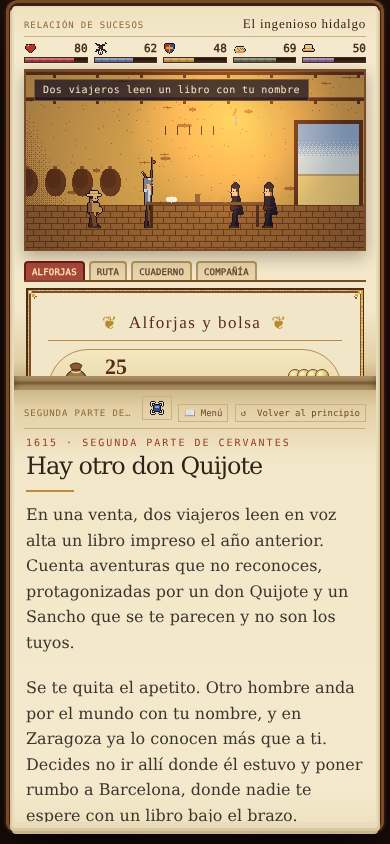 RELACIÓN DE SUCESOS
El ingenioso hidalgo
80 62 48 69 50
Dos viajeros leen un libro con tu nombre
ALFORJAS RUTA CUADERNO COMPAÑÍA
Alforjas y bolsa
25
SEGUNDA PARTE DE… Menú ↺ Volver al principio
1615 · SEGUNDA PARTE DE CERVANTES
Hay otro don Quijote
En una venta, dos viajeros leen en voz
alta un libro impreso el año anterior.
Cuenta aventuras que no reconoces,
protagonizadas por un don Quijote y un
Sancho que se te parecen y no son los
tuyos.
Se te quita el apetito. Otro hombre anda
por el mundo con tu nombre, y en
Zaragoza ya lo conocen más que a ti.
Decides no ir allí donde él estuvo y poner
rumbo a Barcelona, donde nadie te
espere con un libro bajo el brazo.